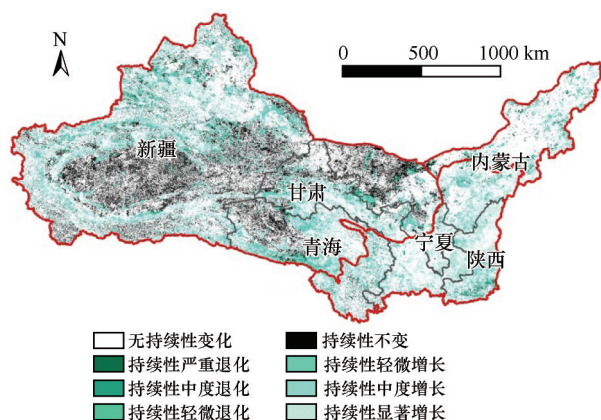 N
0 500 1000 km
新疆
内蒙古
甘肃
青海
宁夏
陕西
无持续性变化 持续性不变
持续性严重退化 持续性轻微增长
持续性中度退化 持续性中度增长
持续性轻微退化 持续性显著增长